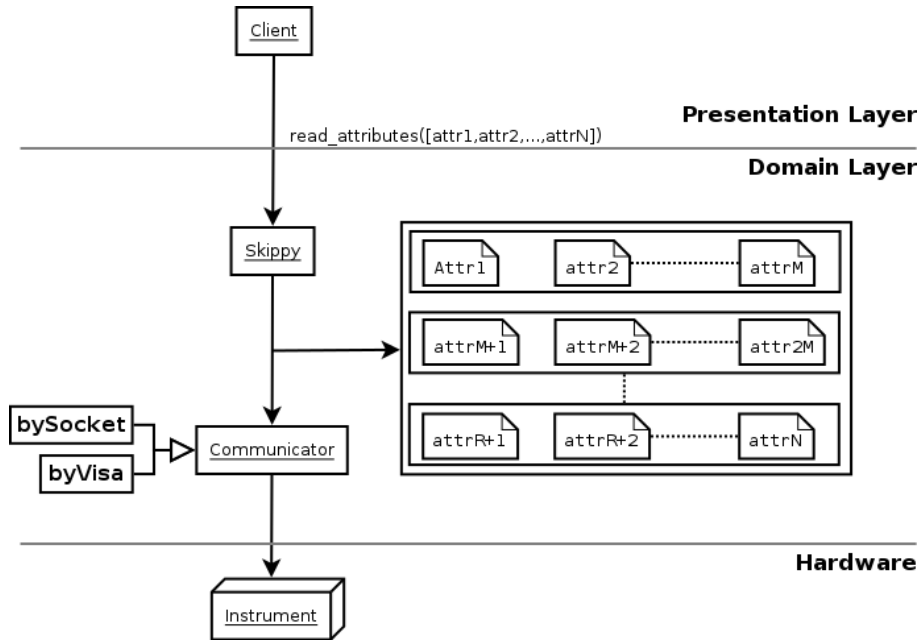 Client
Presentation Layer
read_attributes([attr1,attr2,...,attrN])
Domain Layer
Skippy
Attr1 attr2 attrM
attrM+1 attrM+2 attr2M
bySocket
attrR+1 attrR+2 attrN
Communicator
byVisa
Hardware
Instrument